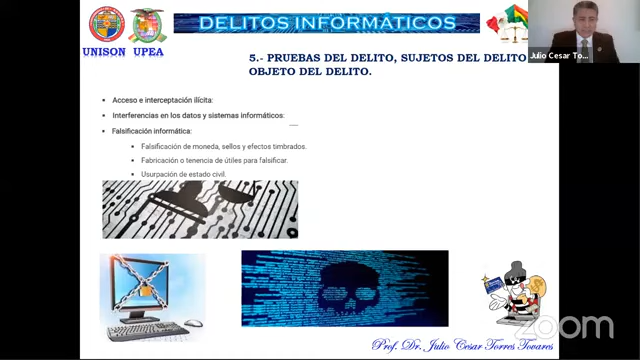 DELITOS INFORMÁTICOS
UNISON UPEA
Julio Cesar To...
5.- PRUEBAS DEL DELITO, SUJETOS DEL DELITO
OBJETO DEL DELITO.
Acceso e interceptación ilícita:
Interferencias en los datos y sistemas informáticos:
Falsificación informática:
Falsificación de moneda, sellos y efectos timbrados.
Fabricación o tenencia de útiles para falsificar.
Usurpación de estado civil.
zoom
Prof. Dr. Julio Cesar Torres Tovares